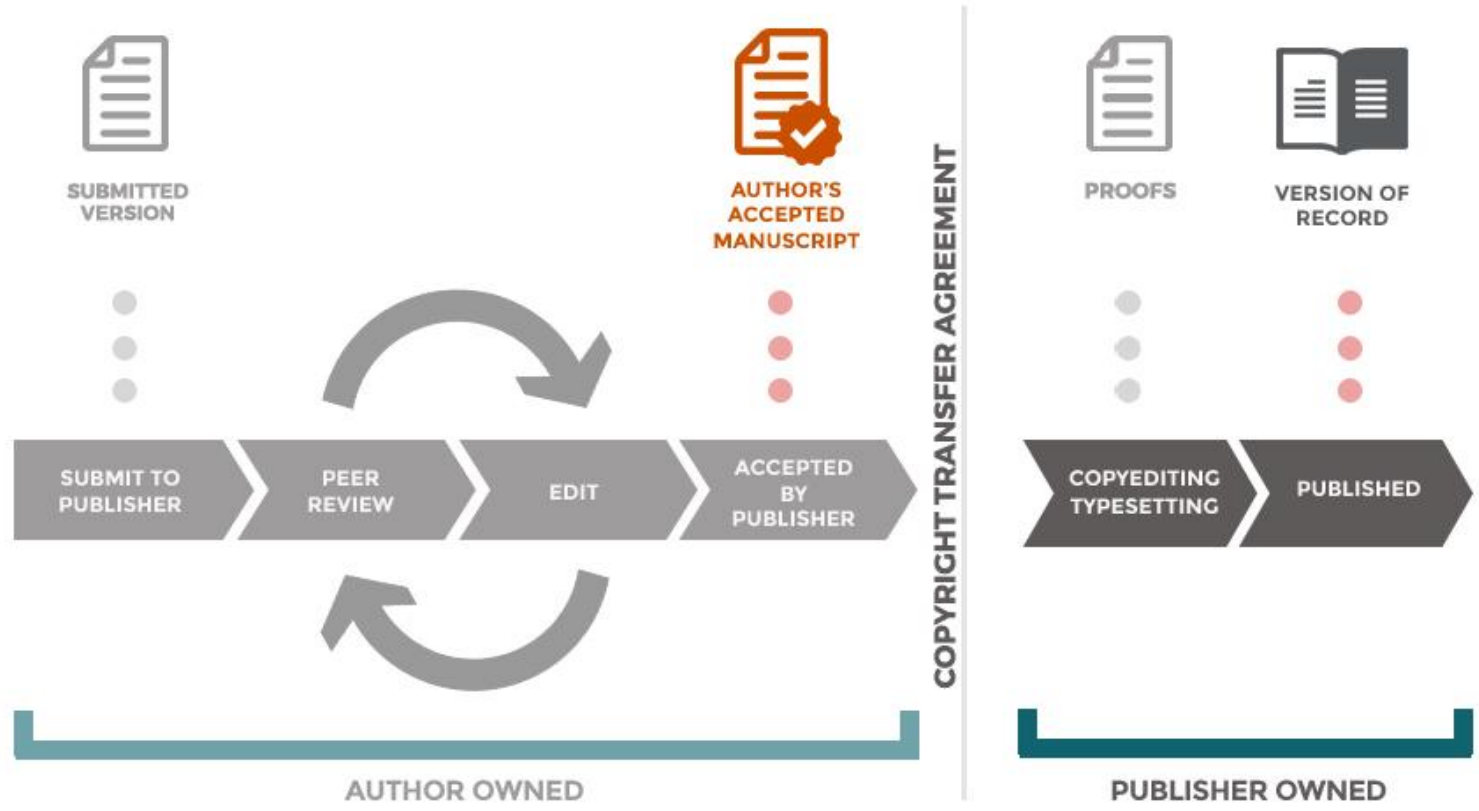 SUBMITTED
VERSION
AUTHOR'S
ACCEPTED
MANUSCRIPT
COPYRIGHT TRANSFER AGREEMENT
PROOFS
VERSION OF
RECORD
SUBMIT TO
PUBLISHER
PEER
REVIEW
EDIT
ACCEPTED
BY
PUBLISHER
COPYEDITING
TYPESETTING
PUBLISHED
AUTHOR OWNED
PUBLISHER OWNED